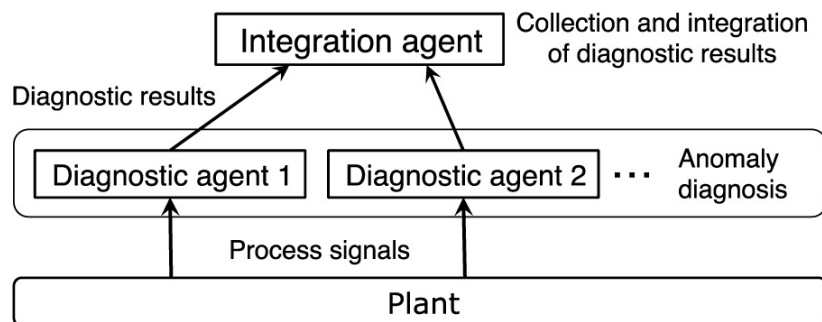 Integration agent
Collection and integration
of diagnostic results
Diagnostic results
Diagnostic agent 1
Diagnostic agent 2
...
Anomaly
diagnosis
Process signals
Plant